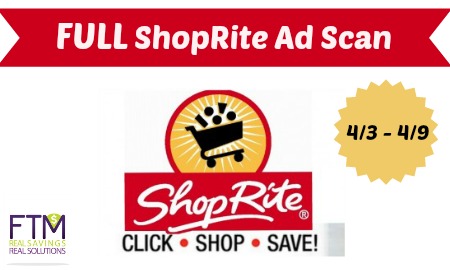 FULL ShopRite Ad Scan
4/3 - 4/9
ShopRite®
CLICK • SHOP • SAVE!
FTM
REAL SAVINGS
REAL SOLUTIONS